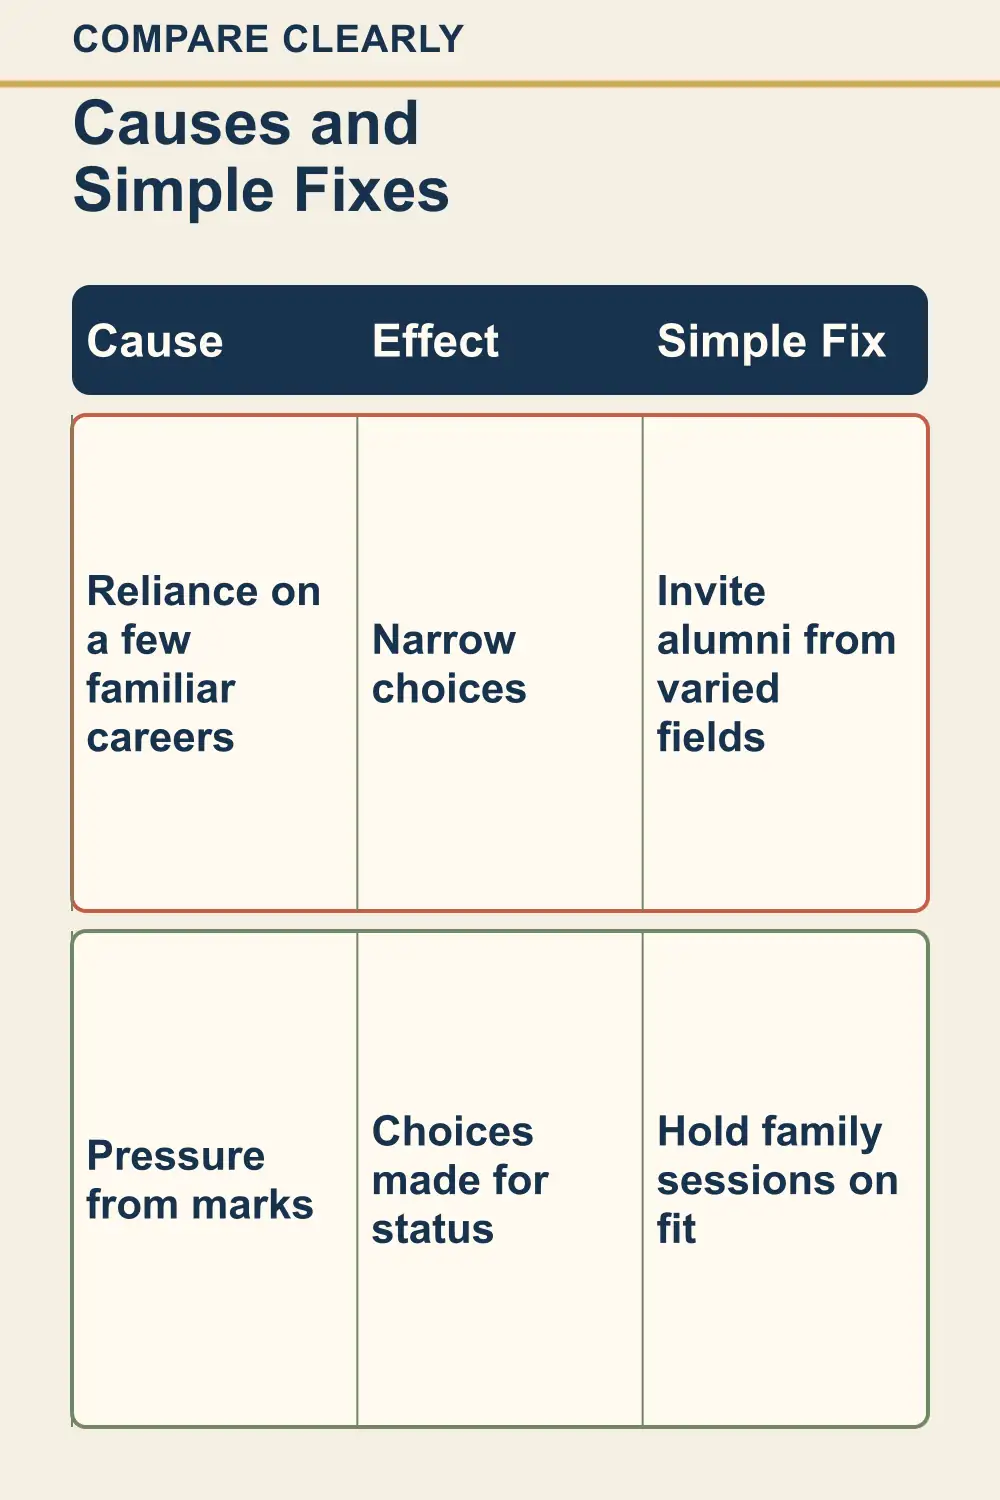 COMPARE CLEARLY
Causes and
Simple Fixes
Cause
Effect
Simple Fix
Reliance on
a few
familiar
careers
Narrow
choices
Invite
alumni from
varied
fields
Pressure
from marks
Choices
made for
status
Hold family
sessions on
fit